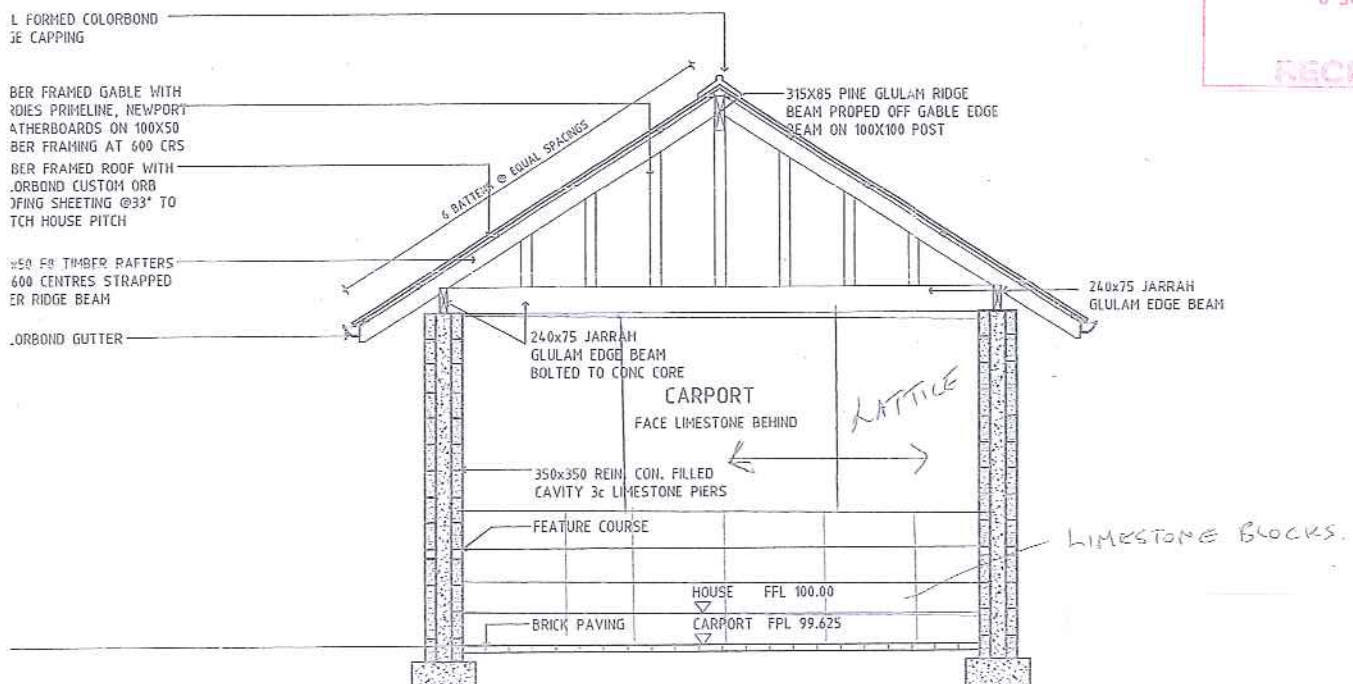 L FORMED COLORBOND
GE CAPPING
BER FRAMED GABLE WITH
RDIES PRIMELINE, NEWPORT
ATHERBOARDS ON 100X50
BER FRAMING AT 600 CRS
BER FRAMED ROOF WITH
LORBOND CUSTOM ORB
OFING SHEETING @33° TO
TCH HOUSE PITCH
x50 F8 TIMBER RAFTERS
600 CENTRES STRAPPED
ER RIDGE BEAM
LORBOND GUTTER
6 BATTENS @ EQUAL SPACINGS
315X85 PINE GLULAM RIDGE
BEAM PROPED OFF GABLE EDGE
BEAM ON 100X100 POST
240x75 JARRAH
GLULAM EDGE BEAM
240x75 JARRAH
GLULAM EDGE BEAM
BOLTED TO CONC CORE
CARPORT
FACE LIMESTONE BEHIND
LATTICE
350x350 REIN. CON. FILLED
CAVITY 3c LIMESTONE PIERS
FEATURE COURSE
LIMESTONE BLOCKS.
HOUSE FFL 100.00
BRICK PAVING
CARPORT FPL 99.625